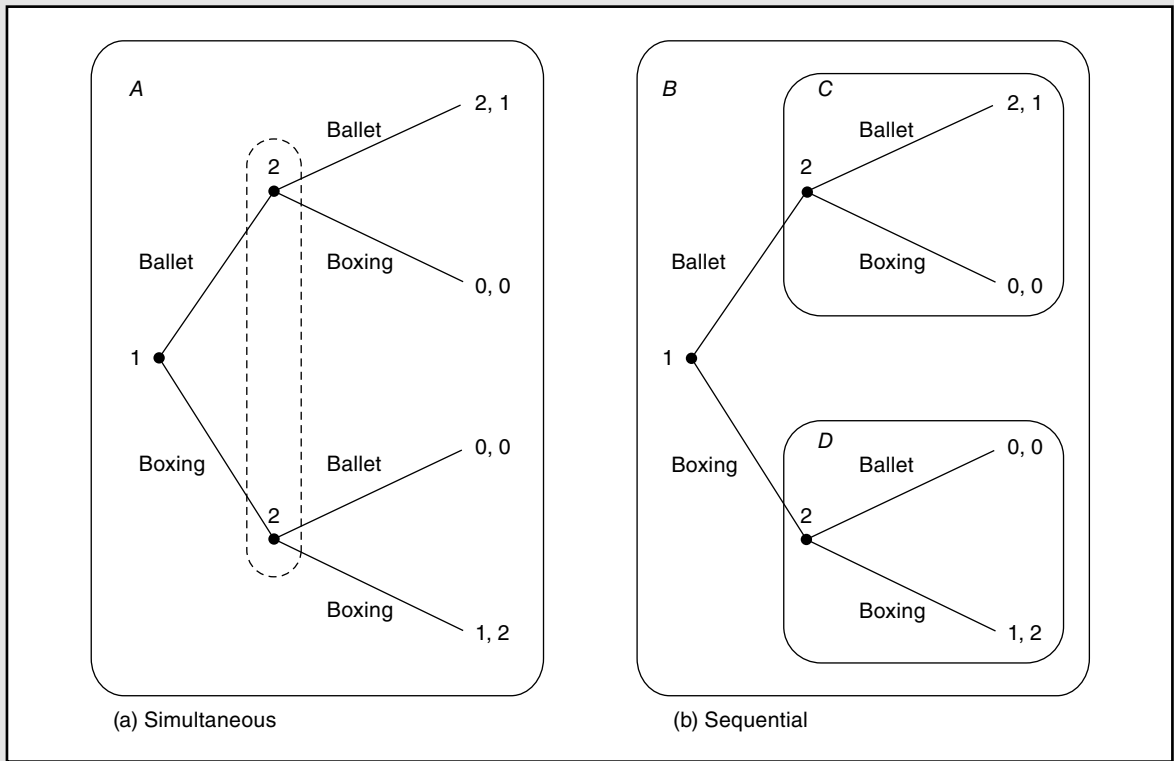 A
2, 1
Ballet
2
Ballet
Boxing
0, 0
1
Boxing
Ballet
0, 0
2
Boxing
1, 2
(a) Simultaneous
B
C
2, 1
Ballet
2
Ballet
Boxing
0, 0
1
D
Boxing
Ballet
0, 0
2
Boxing
1, 2
(b) Sequential